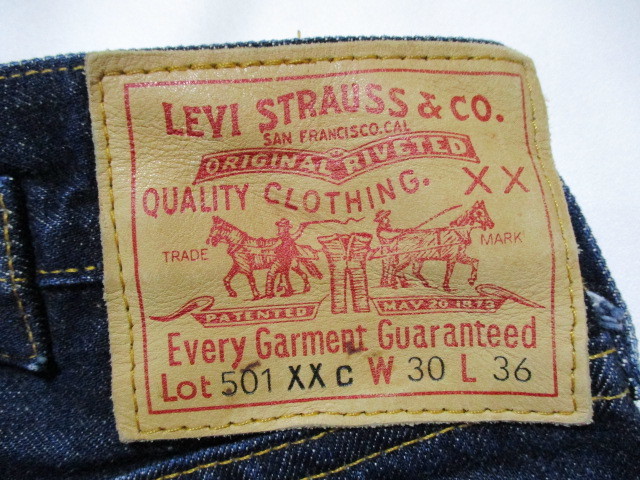 LEVI STRAUSS & CO.
SAN FRANCISCO.CAL
ORIGINAL RIVETED
QUALITY CLOTHING. XX
TRADE MARK
PATENTED MAY 20 1873
Every Garment Guaranteed
Lot 501 XX C W 30 L 36